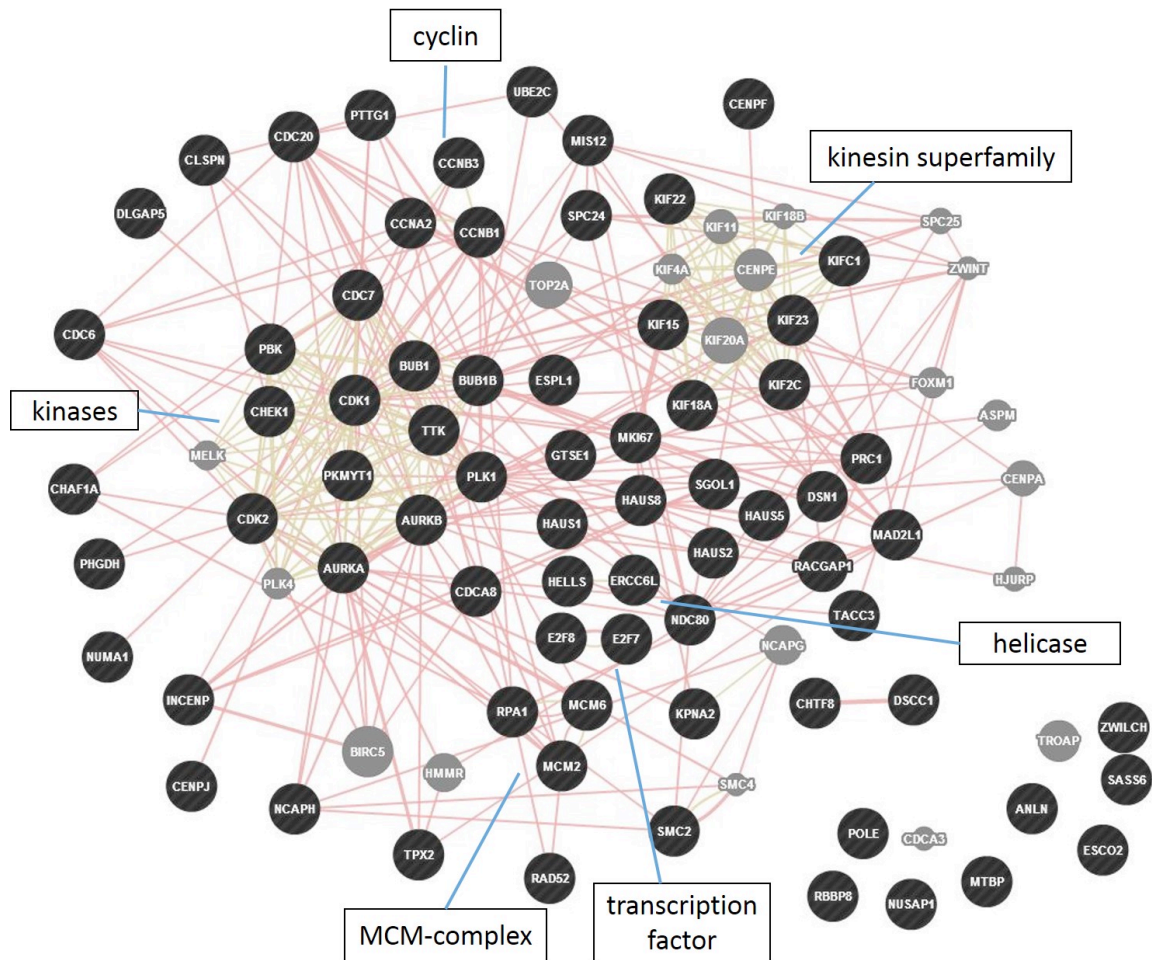 cyclin
UBE2C
CENPF
PTTG1
CDC20
MIS12
CLSPN
CCNB3
kinesin superfamily
DLGAP5
KIF22
SPC24
KIF18B
CCNA2
CCNB1
KIF11
SPC25
KIFC1
KIF4A
CENPE
ZWINT
TOP2A
CDC7
KIF15
KIF23
CDC6
KIF20A
PBK
BUB1
BUB1B
ESPL1
KIF2C
FOXM1
CDK1
KIF18A
kinases
CHEK1
ASPM
TTK
MKI67
MELK
GTSE1
PRC1
PKMYT1
PLK1
CENPA
CHAF1A
SGOL1
DSN1
HAUS8
HAUS5
CDK2
AURKB
HAUS1
MAD2L1
HAUS2
PHGDH
AURKA
RACGAP1
HJURP
PLK4
HELLS
ERCC6L
CDCA8
TACC3
NDC80
E2F8
E2F7
NCAPG
helicase
NUMA1
INCENP
CHTF8
DSCC1
MCM6
RPA1
KPNA2
ZWILCH
TROAP
BIRC5
HMMR
MCM2
SASS6
SMC4
CENPJ
NCAPH
ANLN
SMC2
POLE
CDCA3
ESCO2
TPX2
RAD52
MTBP
RBBP8
NUSAP1
transcription
factor
MCM-complex